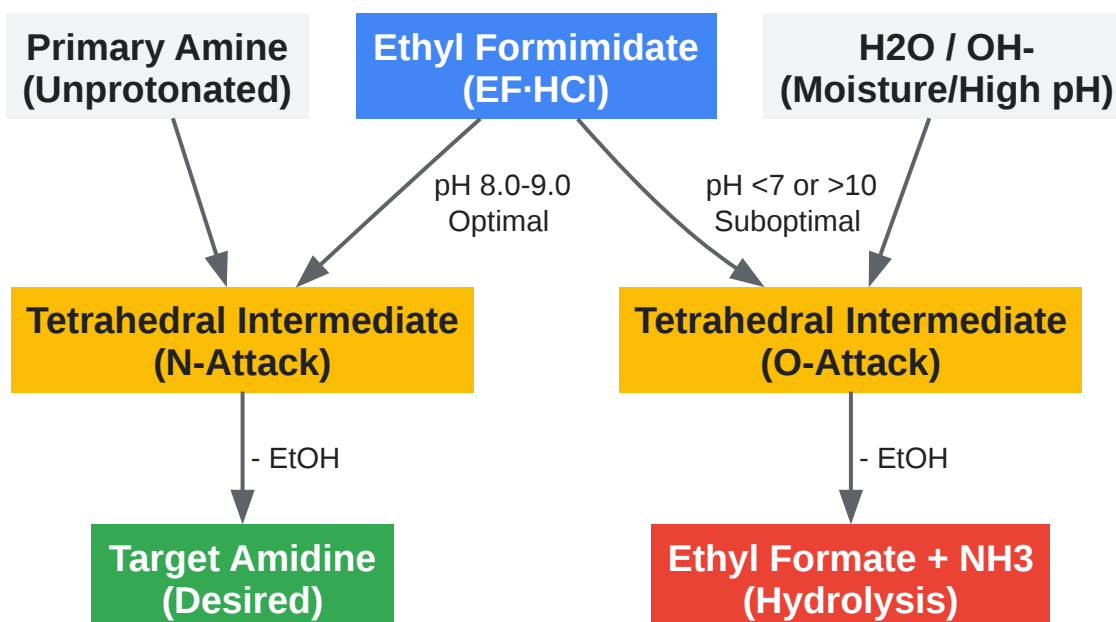 Primary Amine
(Unprotonated)
Ethyl Formimidate
(EF·HCl)
H2O / OH-
(Moisture/High pH)
pH 8.0-9.0
Optimal
pH <7 or >10
Suboptimal
Tetrahedral Intermediate
(N-Attack)
Tetrahedral Intermediate
(O-Attack)
- EtOH
- EtOH
Target Amidine
(Desired)
Ethyl Formate + NH3
(Hydrolysis)